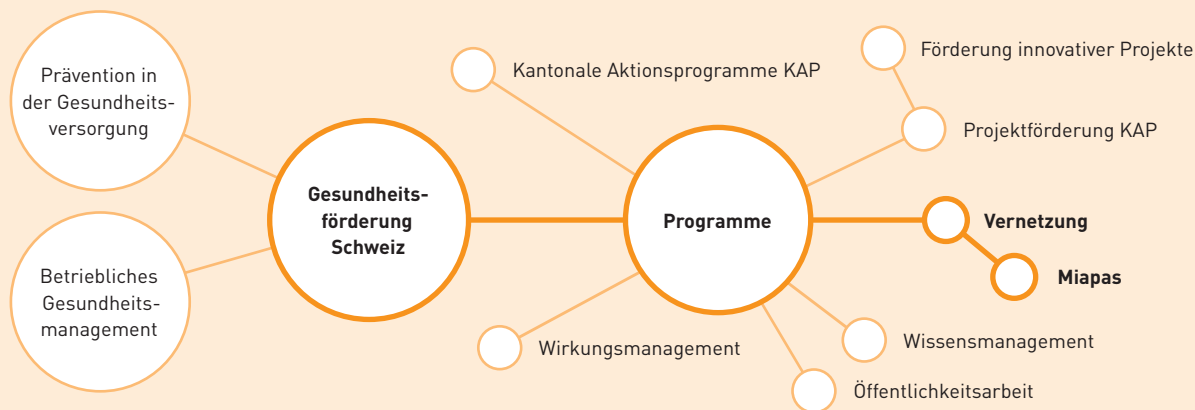 Prävention in
der Gesundheits-
versorgung
Betriebliches
Gesundheits-
management
Gesundheits-
förderung
Schweiz
Kantonale Aktionsprogramme KAP
Programme
Wirkungsmanagement
Förderung innovativer Projekte
Projektförderung KAP
Vernetzung
Miapas
Wissensmanagement
Öffentlichkeitsarbeit